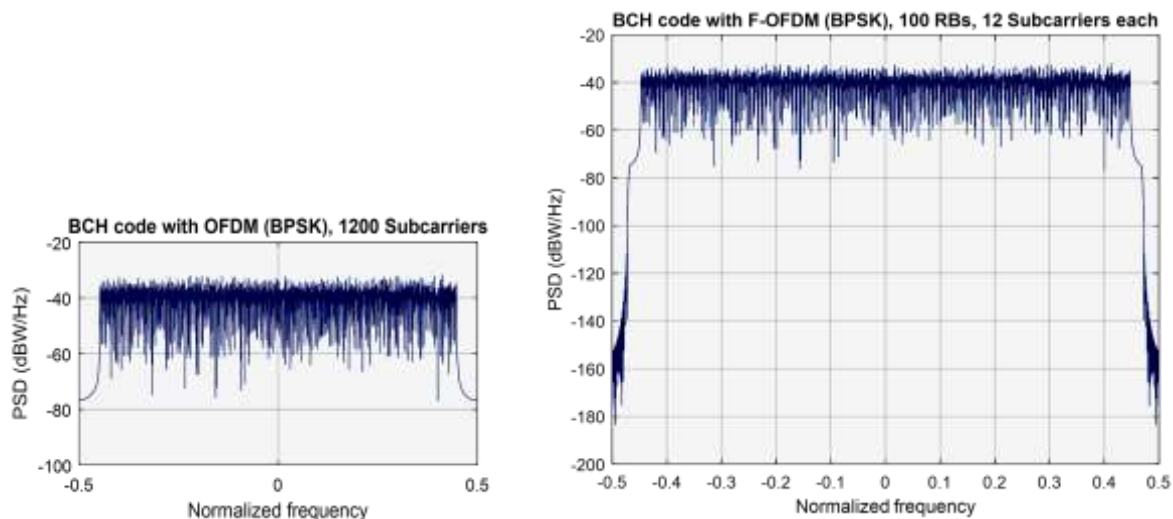 BCH code with OFDM (BPSK), 1200 Subcarriers
-20
-40
-60
-80
-100
PSD (dBW/Hz)
-0.5 0 0.5
Normalized frequency
BCH code with F-OFDM (BPSK), 100 RBs, 12 Subcarriers each
-20
-40
-60
-80
-100
-120
-140
-160
-180
-200
PSD (dBW/Hz)
-0.5 -0.4 -0.3 -0.2 -0.1 0 0.1 0.2 0.3 0.4 0.5
Normalized frequency